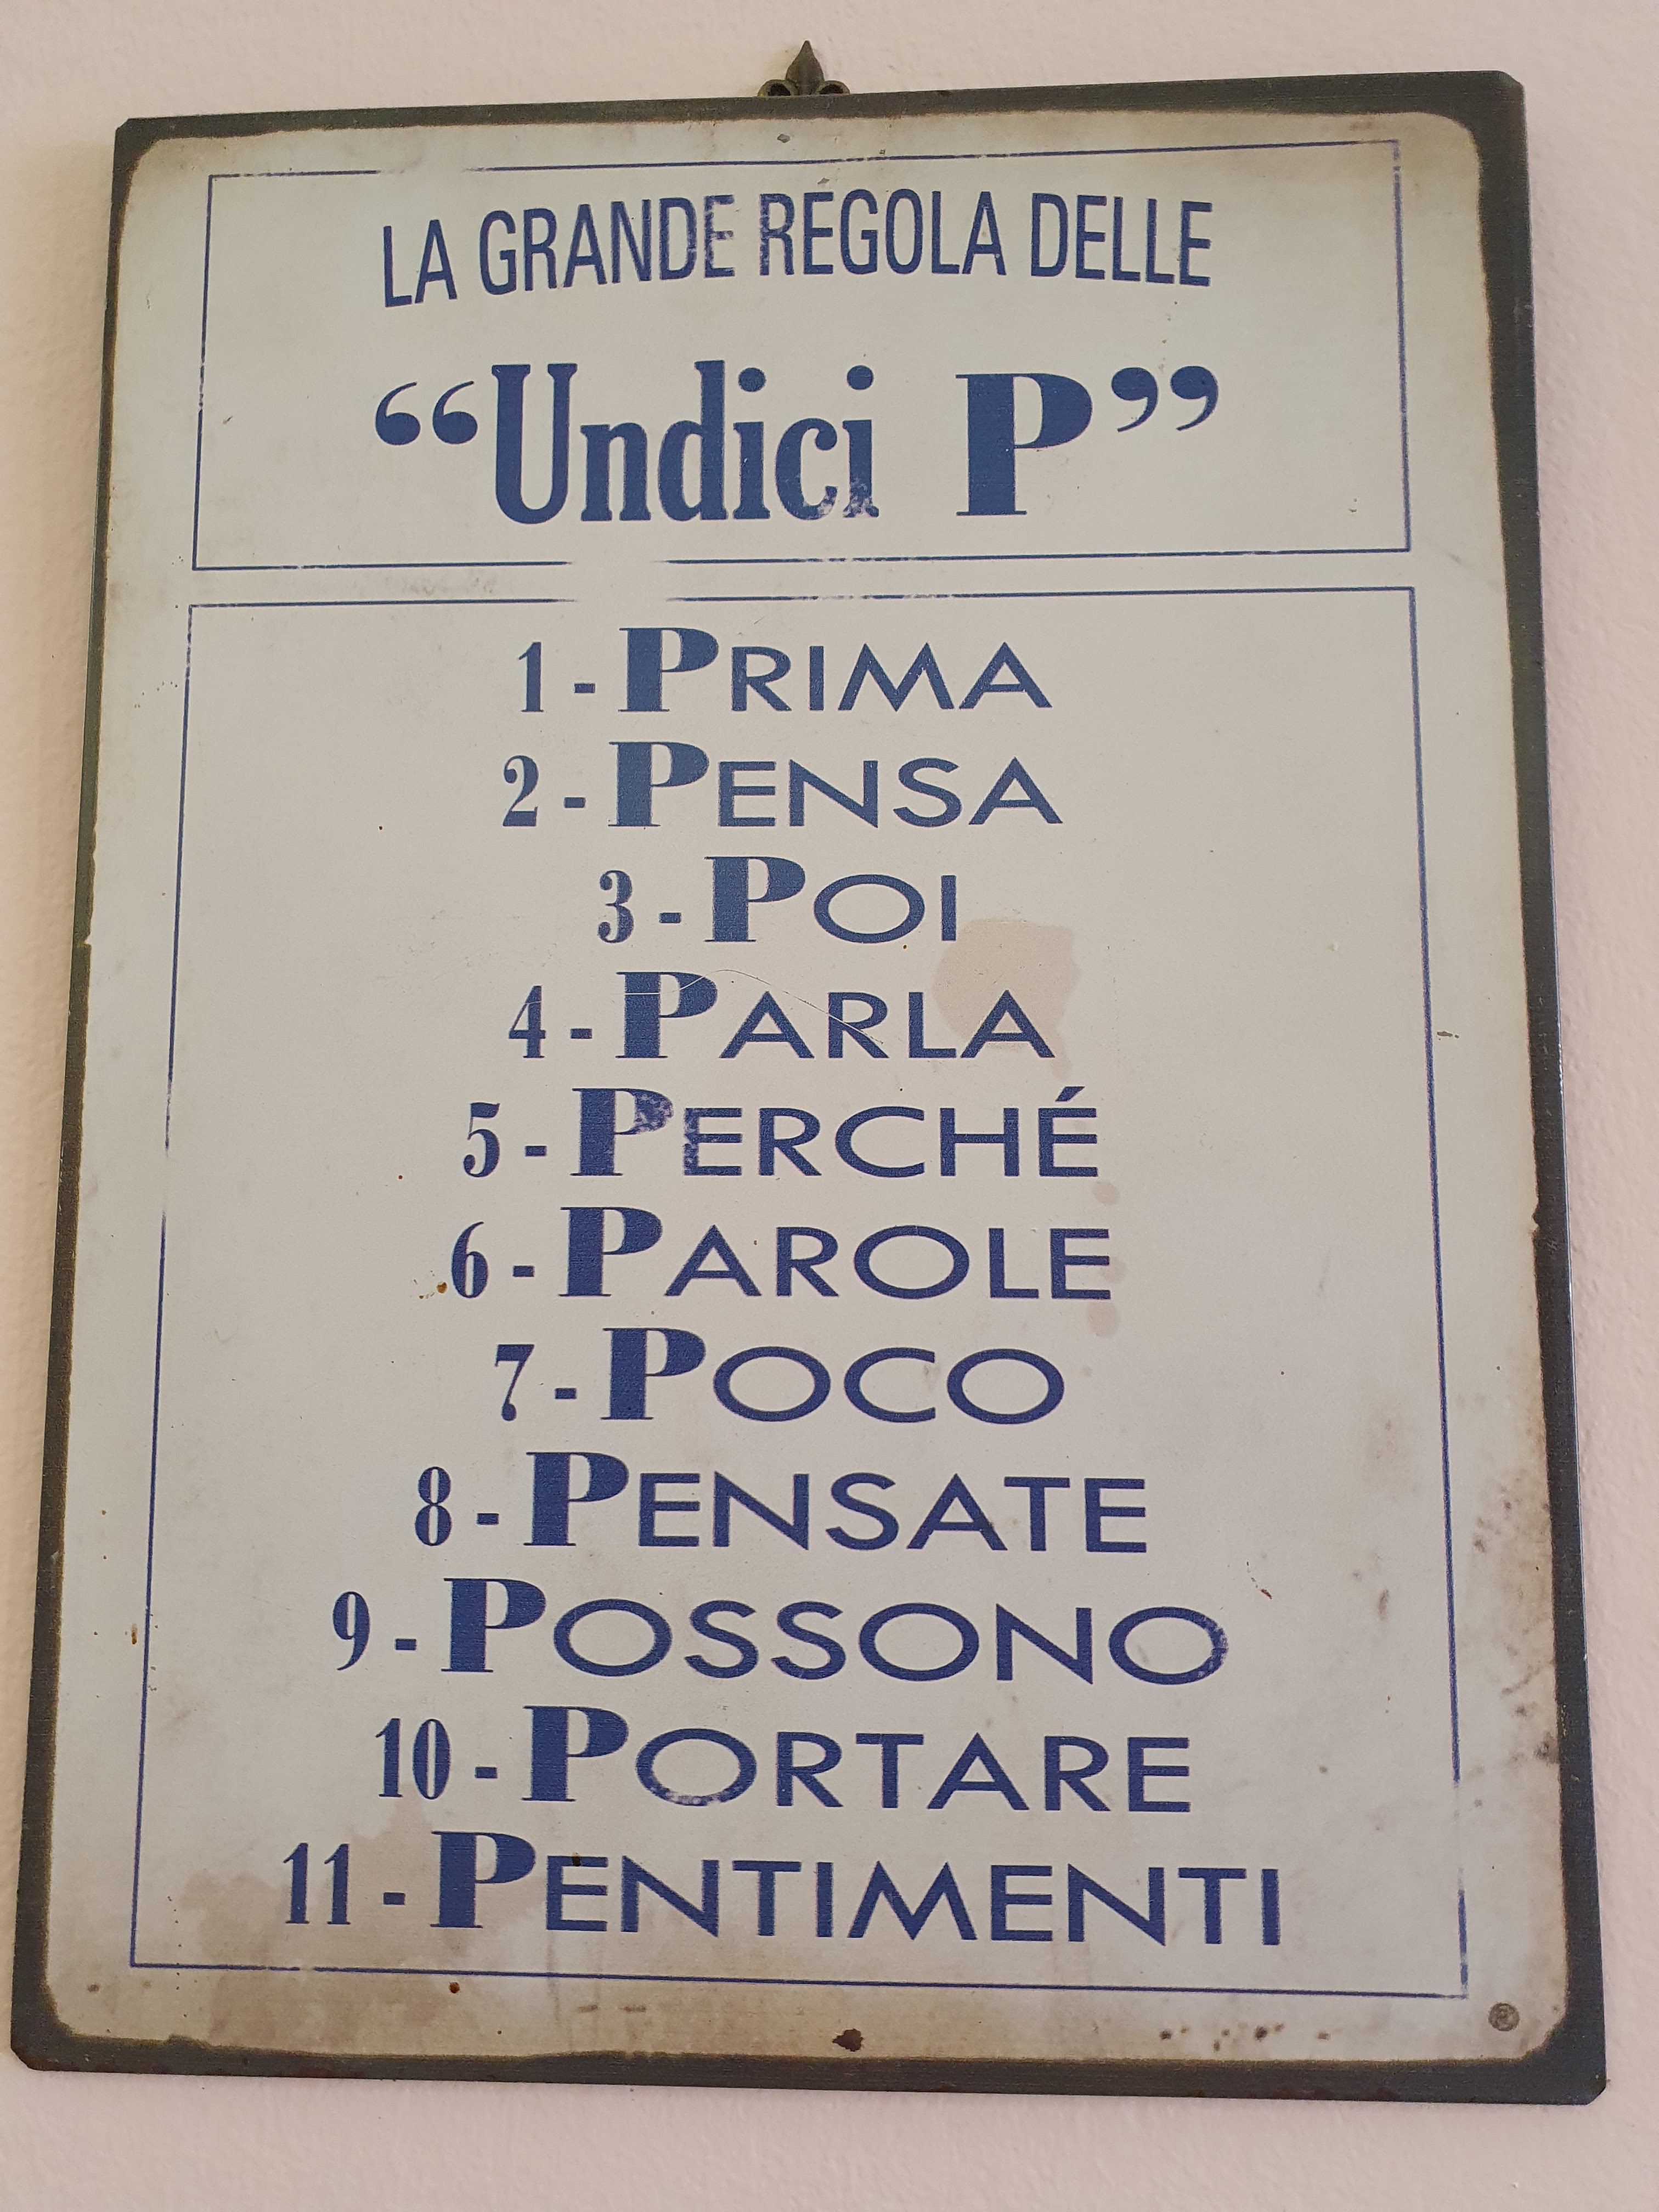 LA GRANDE REGOLA DELLE
“Undici P”
1 - PRIMA
2 - PENSA
3 - POI
4 - PARLA
5 - PERCHÉ
6 - PAROLE
7 - POCO
8 - PENSATE
9 - POSSONO
10 - PORTARE
11 - PENTIMENTI